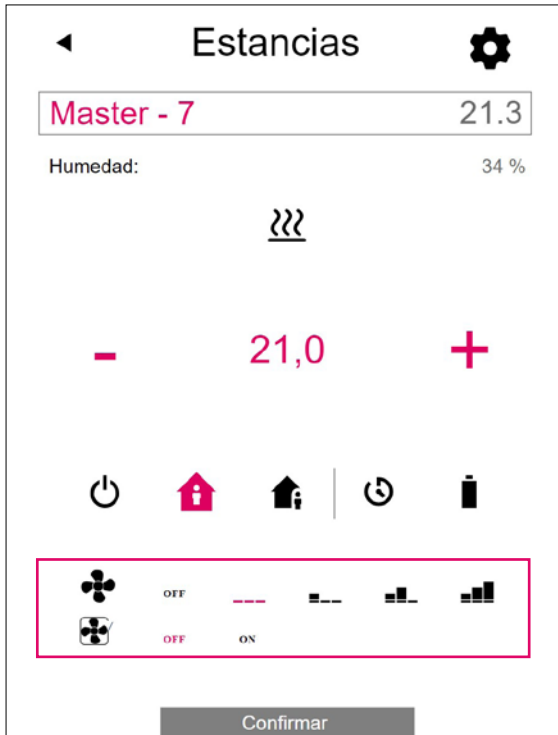 Estancias
Master - 7 21.3
Humedad: 34 %
- 21,0 +
OFF
OFF ON
Confirmar